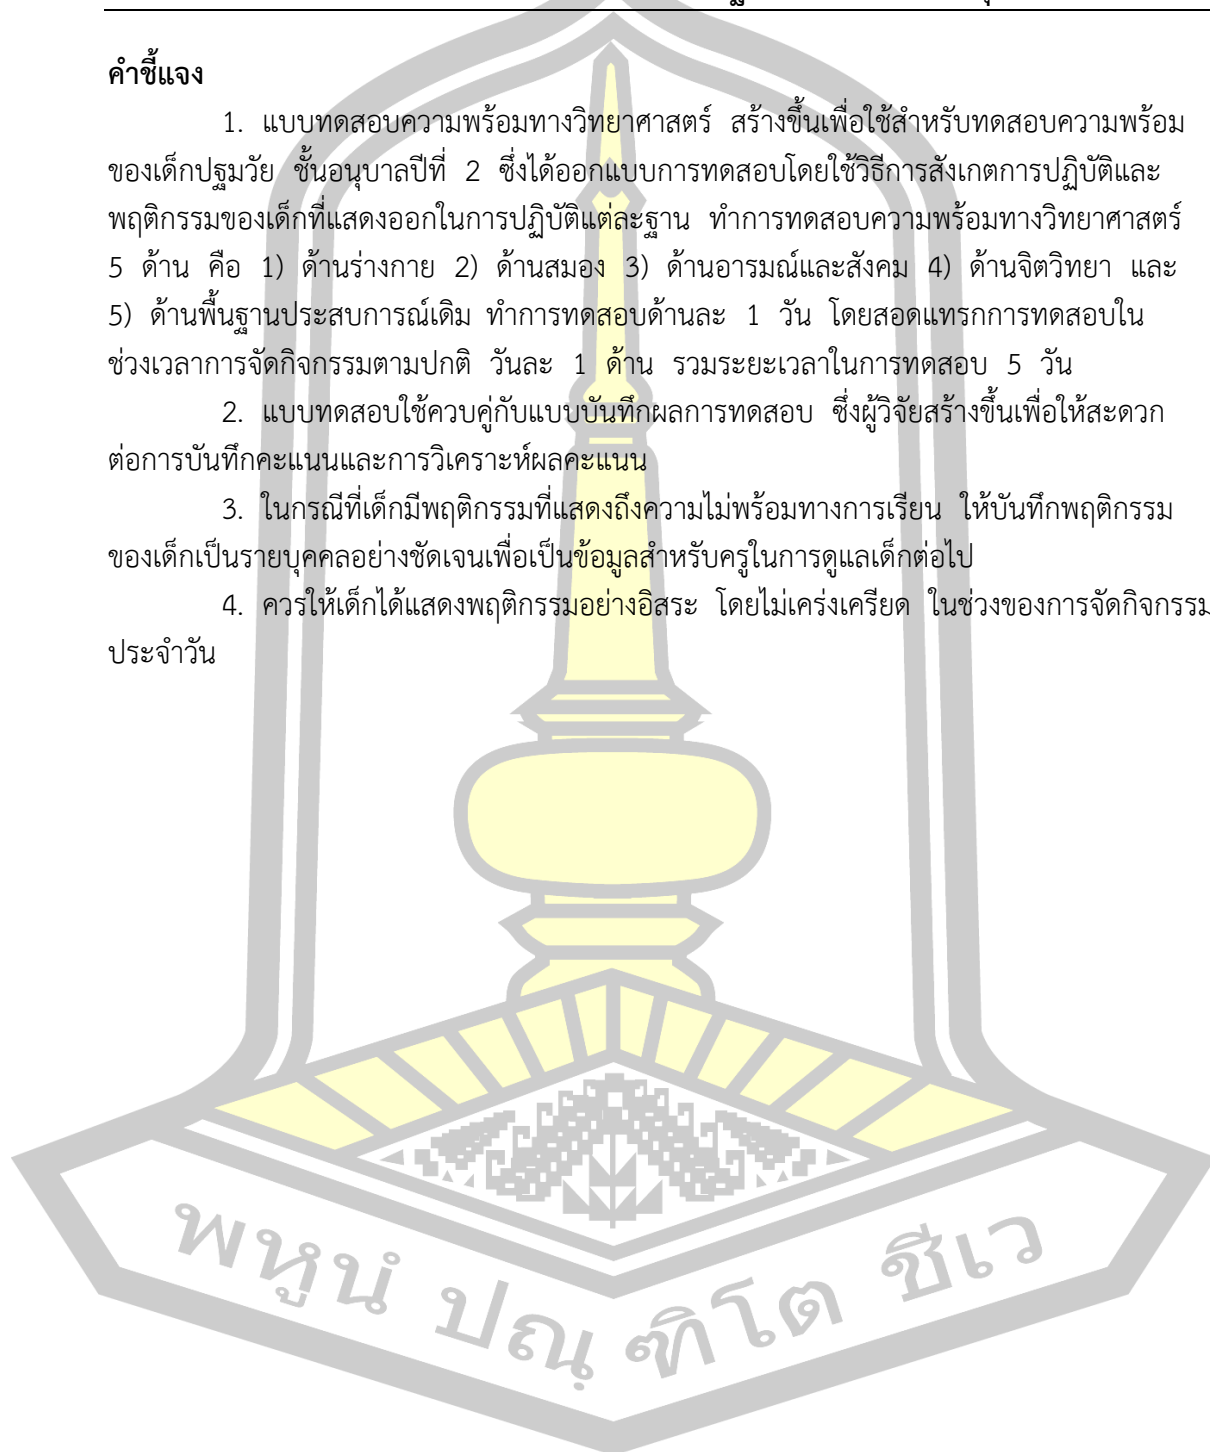 คำชี้แจง
1. แบบทดสอบความพร้อมทางวิทยาศาสตร์ สร้างขึ้นเพื่อใช้สำหรับทดสอบความพร้อม
ของเด็กปฐมวัย ชั้นอนุบาลปีที่ 2 ซึ่งได้ออกแบบการทดสอบโดยใช้วิธีการสังเกตการปฏิบัติและ
พฤติกรรมของเด็กที่แสดงออกในการปฏิบัติแต่ละฐาน ทำการทดสอบความพร้อมทางวิทยาศาสตร์
5 ด้าน คือ 1) ด้านร่างกาย 2) ด้านสมอง 3) ด้านอารมณ์และสังคม 4) ด้านจิตวิทยา และ
5) ด้านพื้นฐานประสบการณ์เดิม ทำการทดสอบด้านละ 1 วัน โดยสอดแทรกการทดสอบใน
ช่วงเวลาการจัดกิจกรรมตามปกติ วันละ 1 ด้าน รวมระยะเวลาในการทดสอบ 5 วัน
2. แบบทดสอบใช้ควบคู่กับแบบบันทึกผลการทดสอบ ซึ่งผู้วิจัยสร้างขึ้นเพื่อให้สะดวก
ต่อการบันทึกคะแนนและการวิเคราะห์ผลคะแนน
3. ในกรณีที่เด็กมีพฤติกรรมที่แสดงถึงความไม่พร้อมทางการเรียน ให้บันทึกพฤติกรรม
ของเด็กเป็นรายบุคคลอย่างชัดเจนเพื่อเป็นข้อมูลสำหรับครูในการดูแลเด็กต่อไป
4. ควรให้เด็กได้แสดงพฤติกรรมอย่างอิสระ โดยไม่เคร่งเครียด ในช่วงของการจัดกิจกรรม
ประจำวัน
พหูนํ ปณฺฑิโต ชีเว